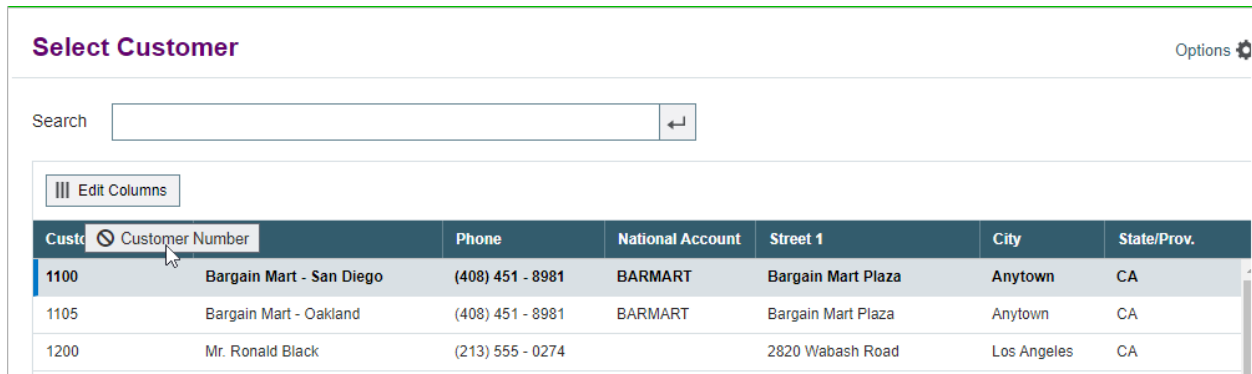 Select Customer
Options
Search
Edit Columns
Custo Customer Number Phone National Account Street 1 City State/Prov.
1100 Bargain Mart - San Diego (408) 451 - 8981 BARMART Bargain Mart Plaza Anytown CA
1105 Bargain Mart - Oakland (408) 451 - 8981 BARMART Bargain Mart Plaza Anytown CA
1200 Mr. Ronald Black (213) 555 - 0274 2820 Wabash Road Los Angeles CA